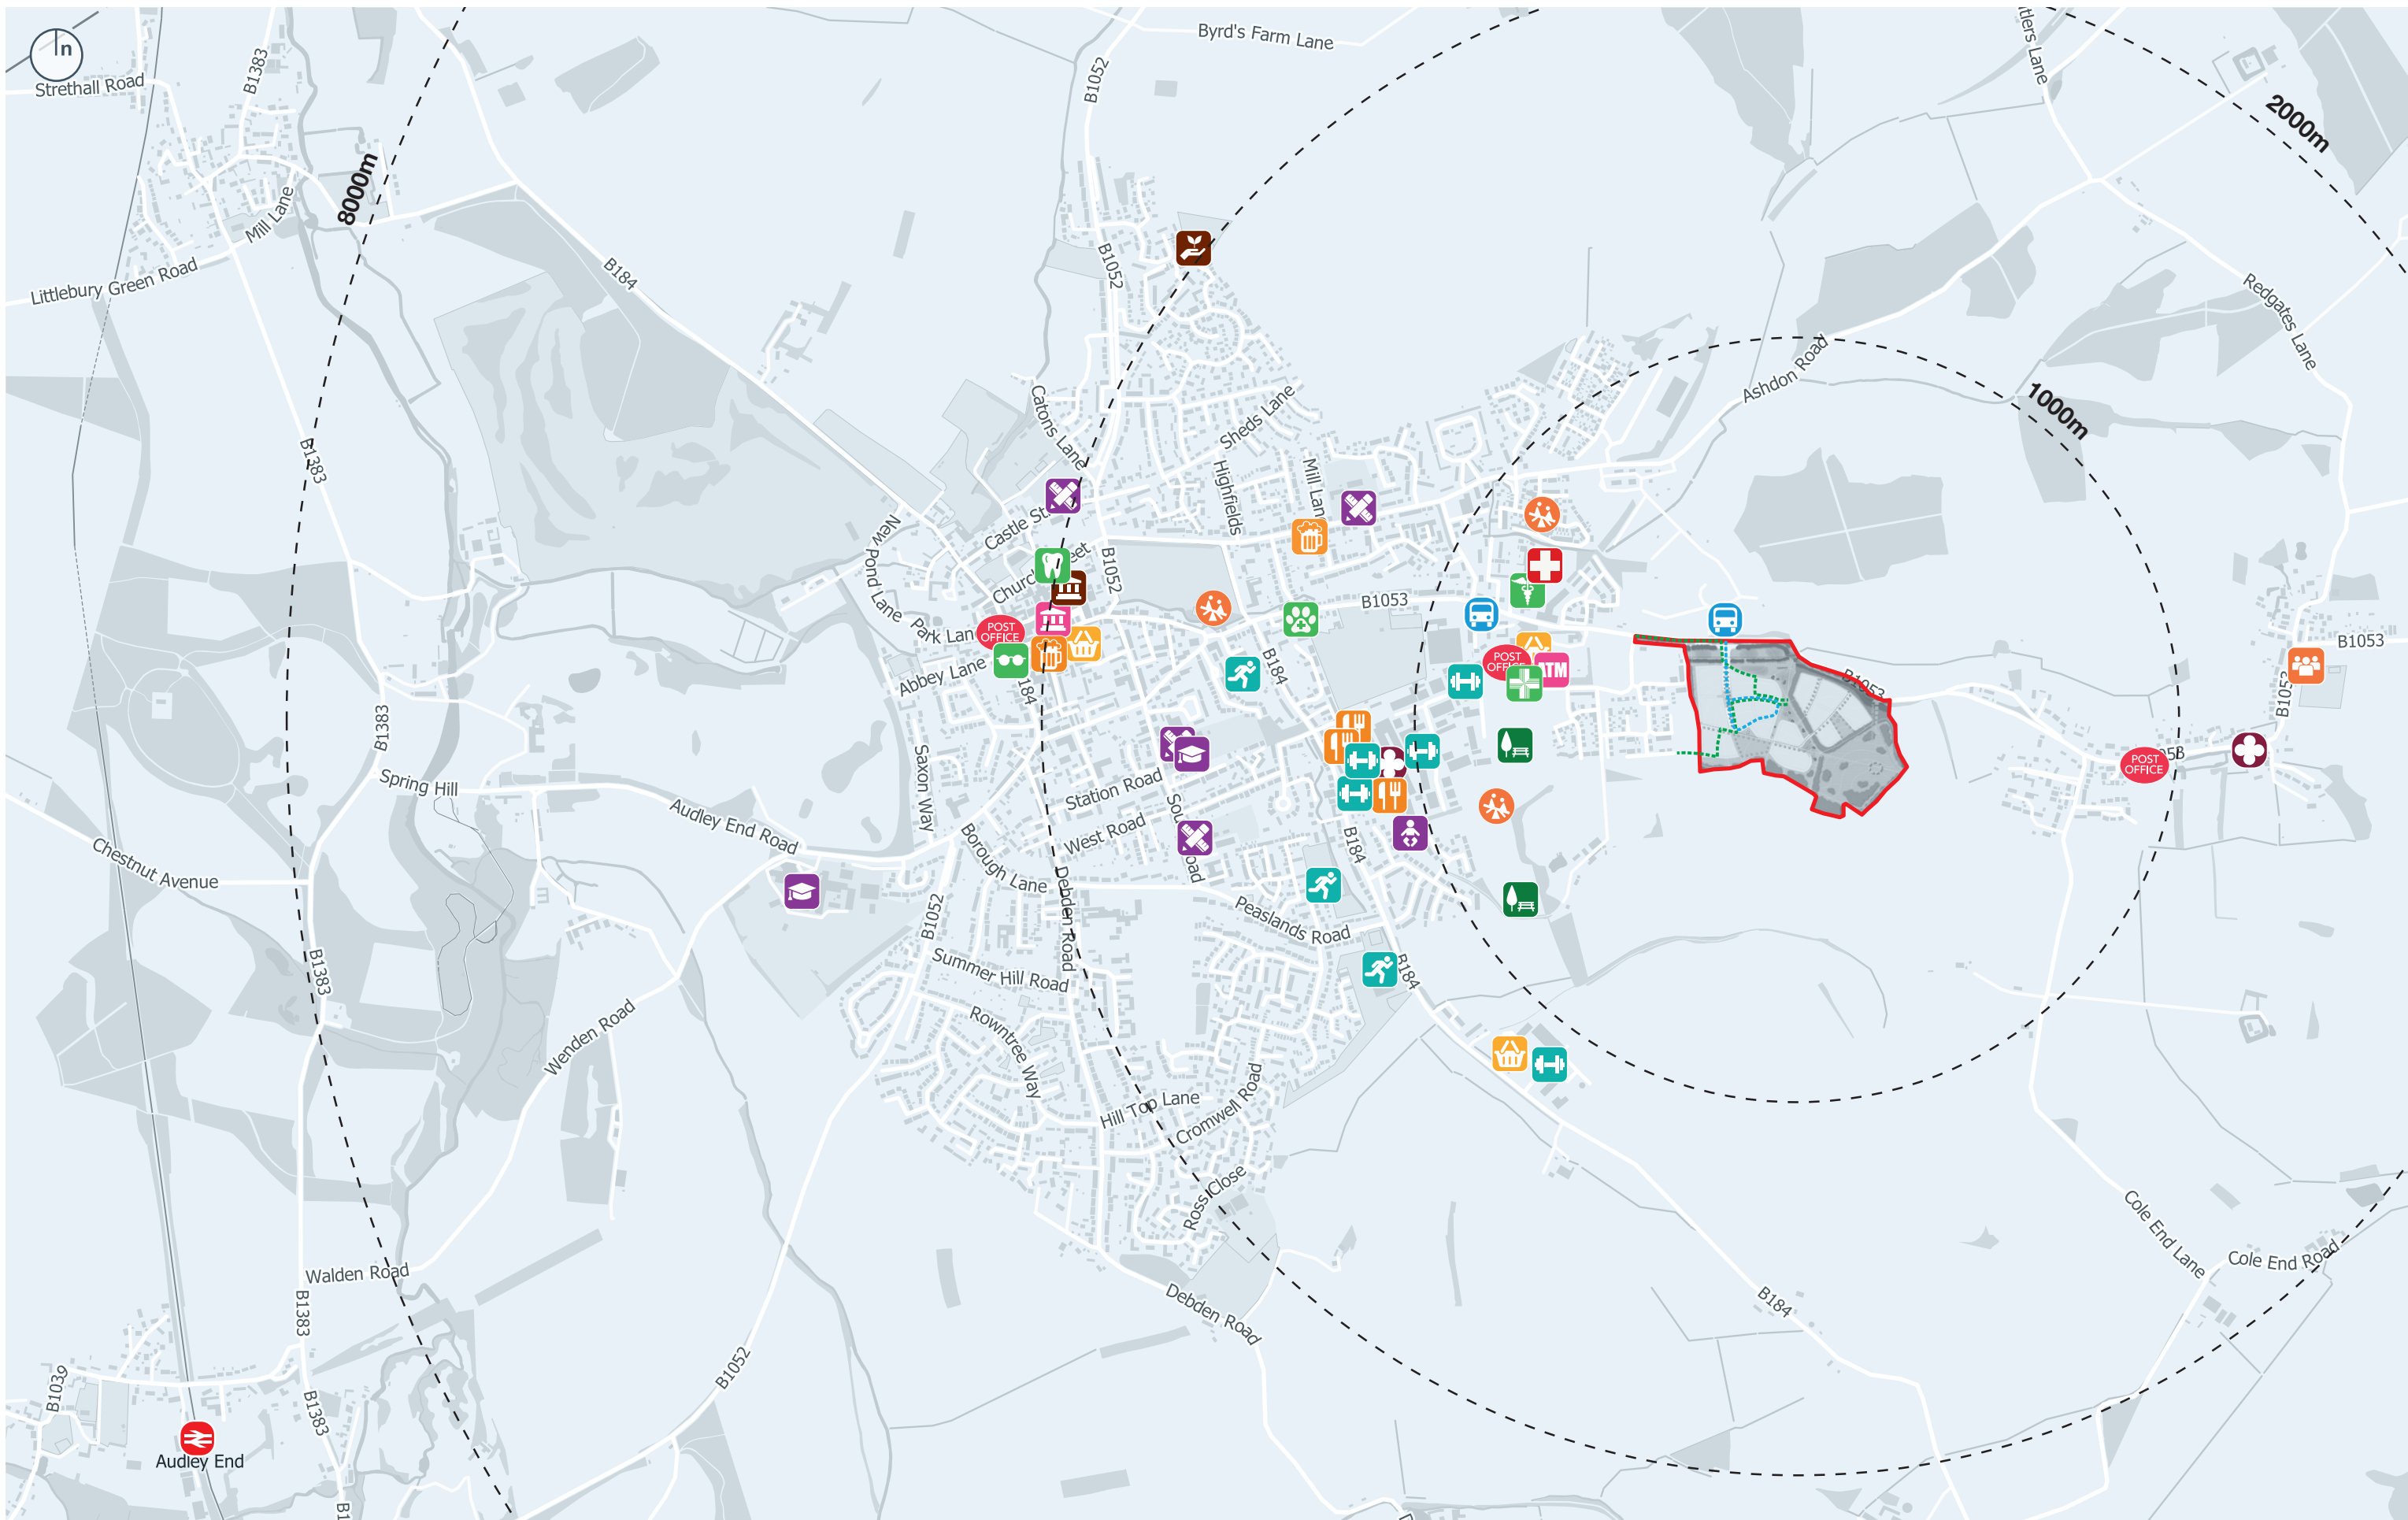 n
Strethall Road
B1383
Mill Lane
Littlebury Green Road
8000m
B184
B1052
Byrd's Farm Lane
2000m
Redgates Lane
B1052
Ashdon Road
1000m
Catons Lane
Sheds Lane
Highfields
B1383
Castle St
New
Pond Lane
B1052
B1053
Park Lan
POST
OFFICE
Abbey Lane
184
B184
POST
OFFICE
ATM
B1053
B1053
B1053
POST
OFFICE
B1383
Spring Hill
Saxon Way
Station Road
West Road
Audley End Road
Borough Lane
B184
Chestnut Avenue
Debden Road
Peaslands Road
B1052
Summer Hill Road
B1383
B184
Rowntree Way
Wenden Road
Hill Top Lane
Cromwell Road
Ross Close
Cole End Lane
Cole End Road
Walden Road
B1383
Debden Road
B184
B1052
B1039
B1383
Audley End
B1